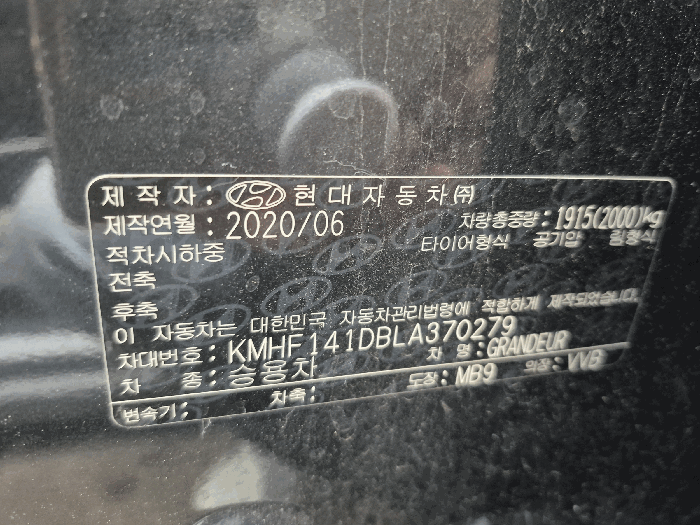 제 작 자 : 현 대 자 동 차 ㈜
제작연월 : 2020/06 차량총중량 : 1915(2000)kg
적차시하중 타이어형식 공기압 림형식
전축
후축
이 자동차는 대한민국 자동차관리법령에 적합하게 제작되었습니다.
차대번호 : KMHF141DBLA370279
차 종 : 승용차 차 명 : GRANDEUR
변속기 : 차축 : 도장 : MB9 의장 : VVB